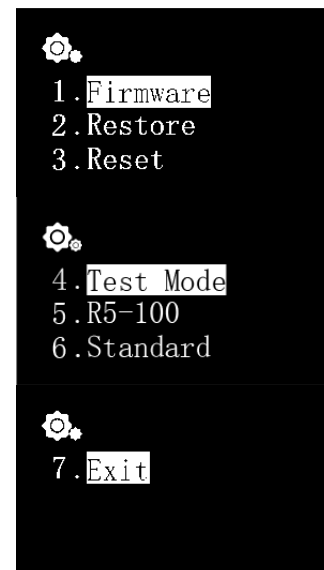 1.Firmware
2.Restore
3.Reset
4.Test Mode
5.R5-100
6.Standard
7.Exit